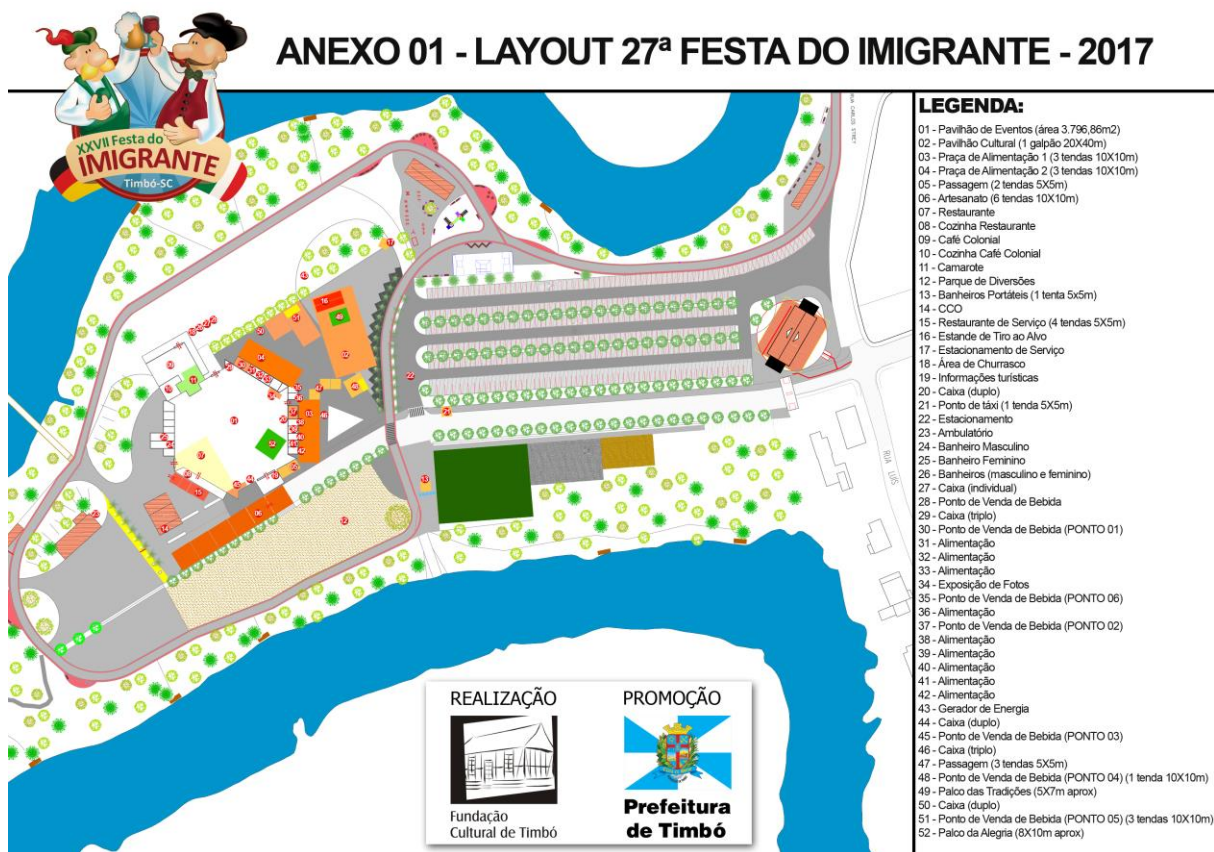 ANEXO 01 - LAYOUT 27ª FESTA DO IMIGRANTE - 2017
XXVII Festa do
IMIGRANTE
Timbó-SC
RUA CARLOS STREY
RUA LUIS
LEGENDA:
01 - Pavilhão de Eventos (área 3.796,86m2)
02 - Pavilhão Cultural (1 galpão 20X40m)
03 - Praça de Alimentação 1 (3 tendas 10X10m)
04 - Praça de Alimentação 2 (3 tendas 10X10m)
05 - Passagem (2 tendas 5X5m)
06 - Artesanato (6 tendas 10X10m)
07 - Restaurante
08 - Cozinha Restaurante
09 - Café Colonial
10 - Cozinha Café Colonial
11 - Camarote
12 - Parque de Diversões
13 - Banheiros Portáteis (1 tenta 5x5m)
14 - CCO
15 - Restaurante de Serviço (4 tendas 5X5m)
16 - Estande de Tiro ao Alvo
17 - Estacionamento de Serviço
18 - Área de Churrasco
19 - Informações turísticas
20 - Caixa (duplo)
21 - Ponto de táxi (1 tenda 5X5m)
22 - Estacionamento
23 - Ambulatório
24 - Banheiro Masculino
25 - Banheiro Feminino
26 - Banheiros (masculino e feminino)
27 - Caixa (individual)
28 - Ponto de Venda de Bebida
29 - Caixa (triplo)
30 - Ponto de Venda de Bebida (PONTO 01)
31 - Alimentação
32 - Alimentação
33 - Alimentação
34 - Exposição de Fotos
35 - Ponto de Venda de Bebida (PONTO 06)
36 - Alimentação
37 - Ponto de Venda de Bebida (PONTO 02)
38 - Alimentação
39 - Alimentação
40 - Alimentação
41 - Alimentação
42 - Alimentação
43 - Gerador de Energia
44 - Caixa (duplo)
45 - Ponto de Venda de Bebida (PONTO 03)
46 - Caixa (triplo)
47 - Passagem (3 tendas 5X5m)
48 - Ponto de Venda de Bebida (PONTO 04) (1 tenda 10X10m)
49 - Palco das Tradições (5X7m aprox)
50 - Caixa (duplo)
51 - Ponto de Venda de Bebida (PONTO 05) (3 tendas 10X10m)
52 - Palco da Alegria (8X10m aprox)
REALIZAÇÃO
Fundação
Cultural de Timbó
PROMOÇÃO
Prefeitura
de Timbó